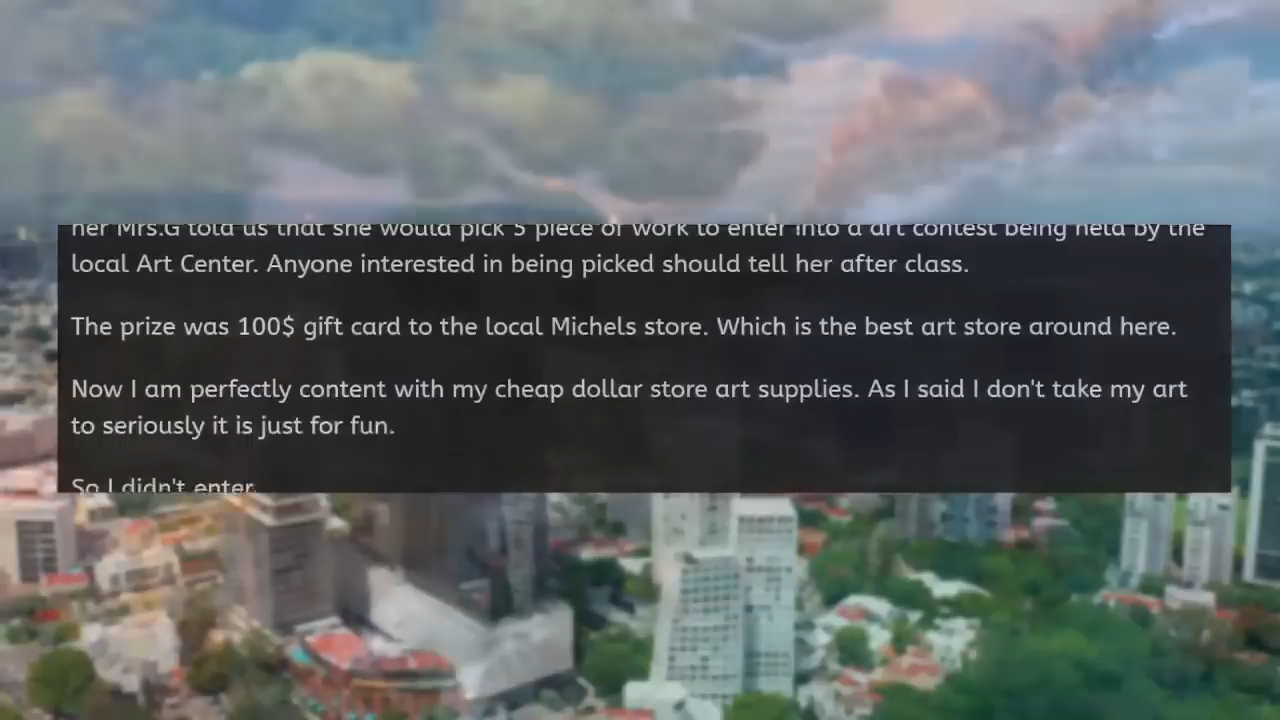 her Mrs.G told us that she would pick 5 piece of work to enter into a art contest being held by the
local Art Center. Anyone interested in being picked should tell her after class.
The prize was 100$ gift card to the local Michels store. Which is the best art store around here.
Now I am perfectly content with my cheap dollar store art supplies. As I said I don't take my art
to seriously it is just for fun.
So I didn't enter.